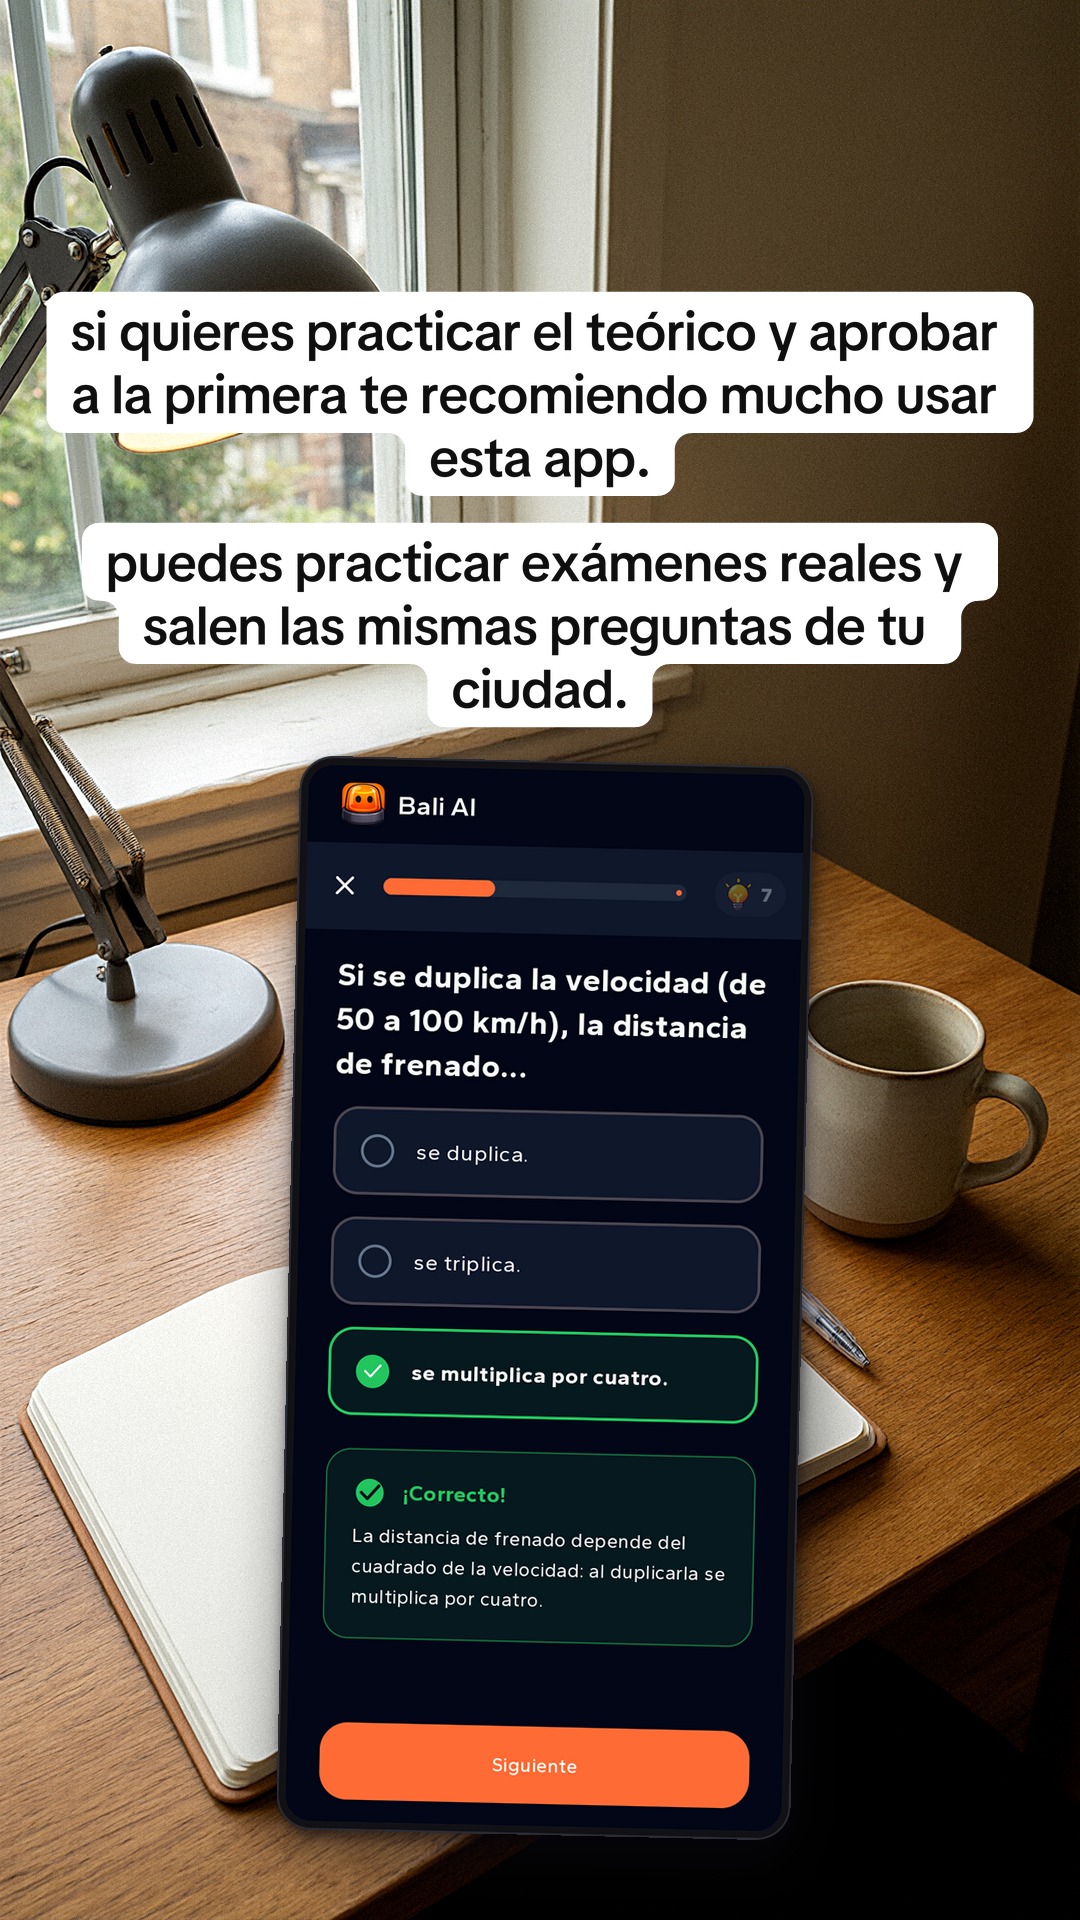 si quieres practicar el teórico y aprobar
a la primera te recomiendo mucho usar
esta app.
puedes practicar exámenes reales y
salen las mismas preguntas de tu
ciudad.
Bali AI
7
Si se duplica la velocidad (de
50 a 100 km/h), la distancia
de frenado...
se duplica.
se triplica.
se multiplica por cuatro.
¡Correcto!
La distancia de frenado depende del
cuadrado de la velocidad: al duplicarla se
multiplica por cuatro.
Siguiente